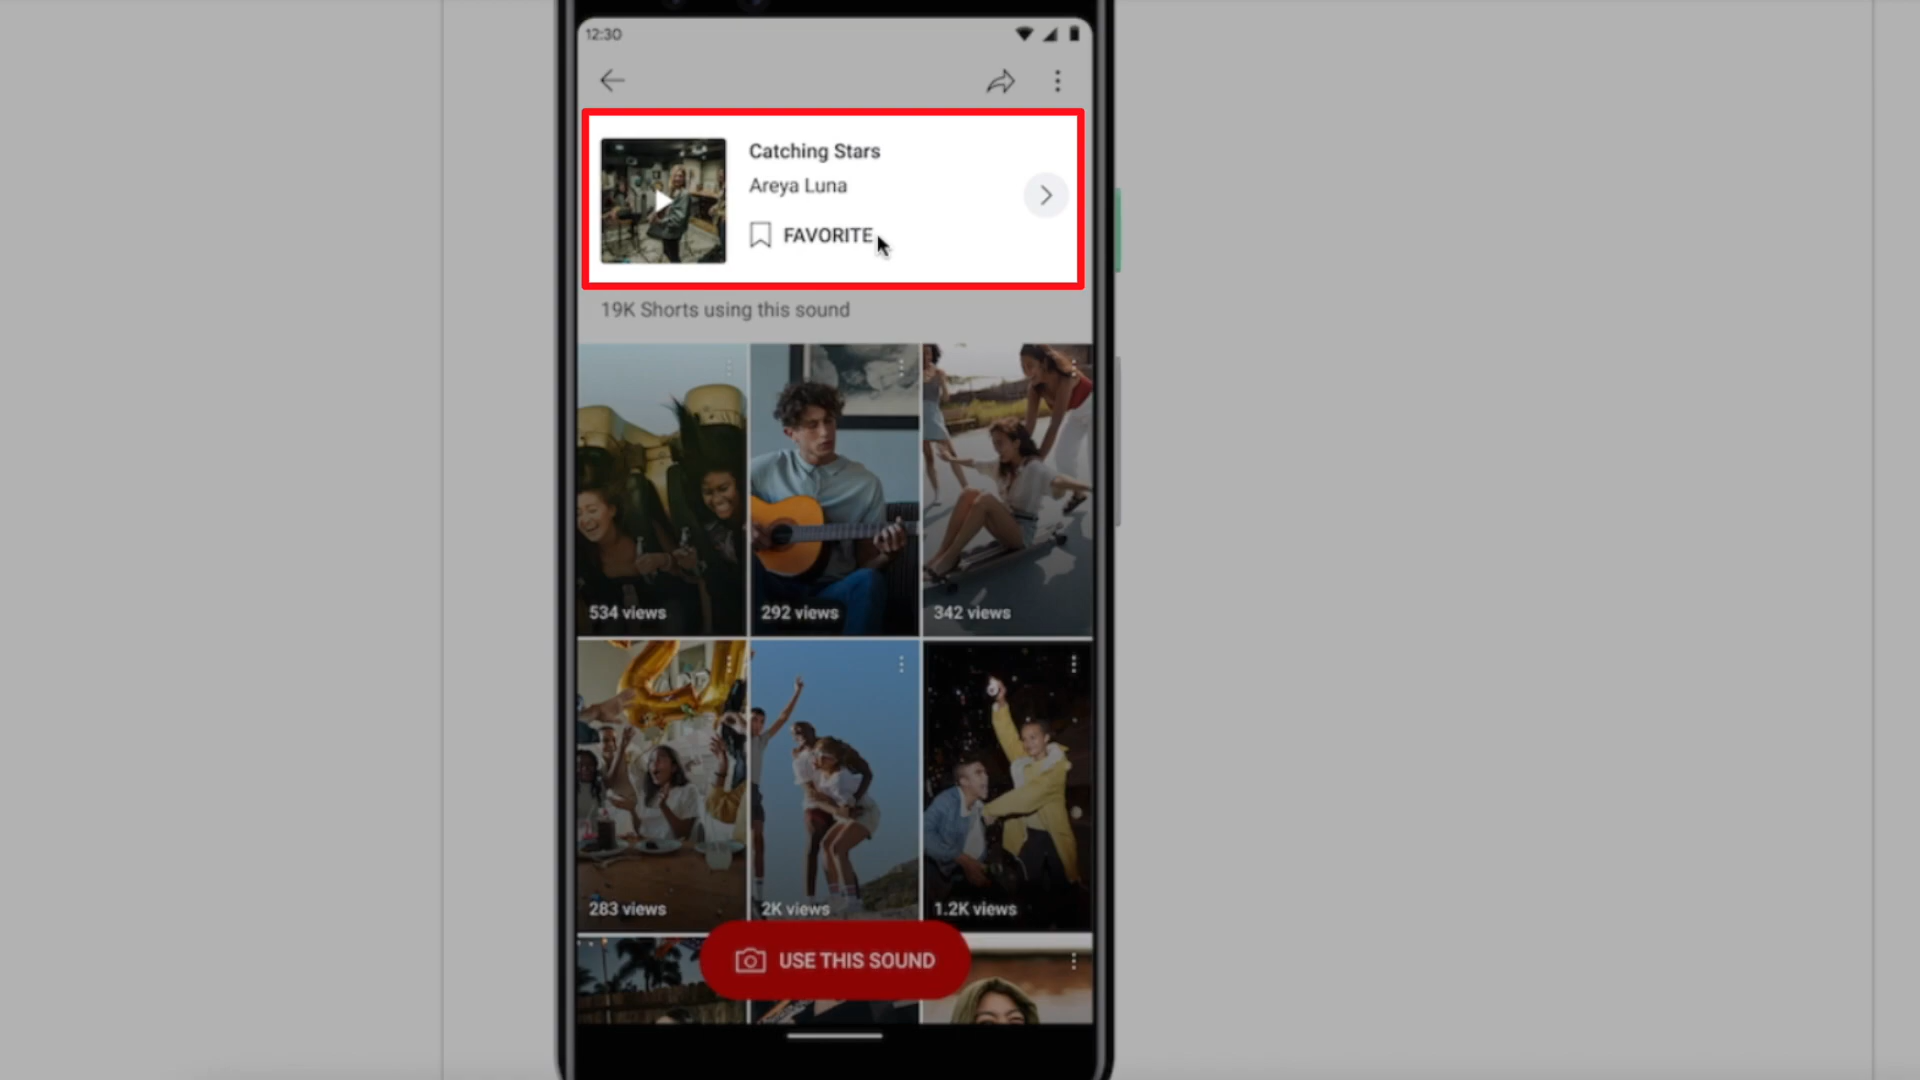 12:30
Catching Stars
Areya Luna
FAVORITE
19K Shorts using this sound
534 views
292 views
342 views
283 views
2K views
1.2K views
USE THIS SOUND